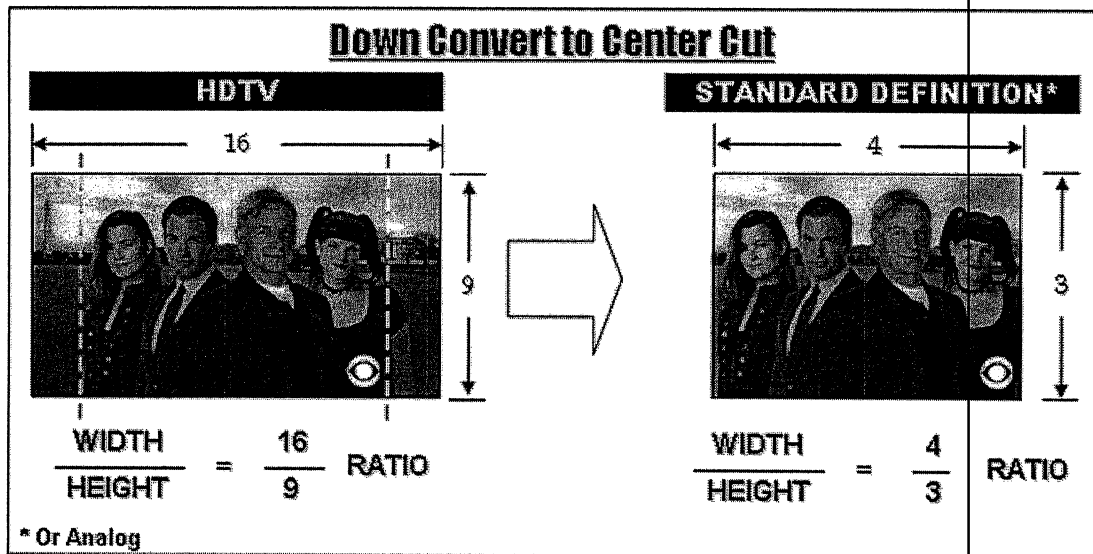 Down Convert to Center Cut
HDTV
STANDARD DEFINITION*
16
4
9
3
WIDTH
HEIGHT
=
16
9
RATIO
WIDTH
HEIGHT
=
4
3
RATIO
* Or Analog